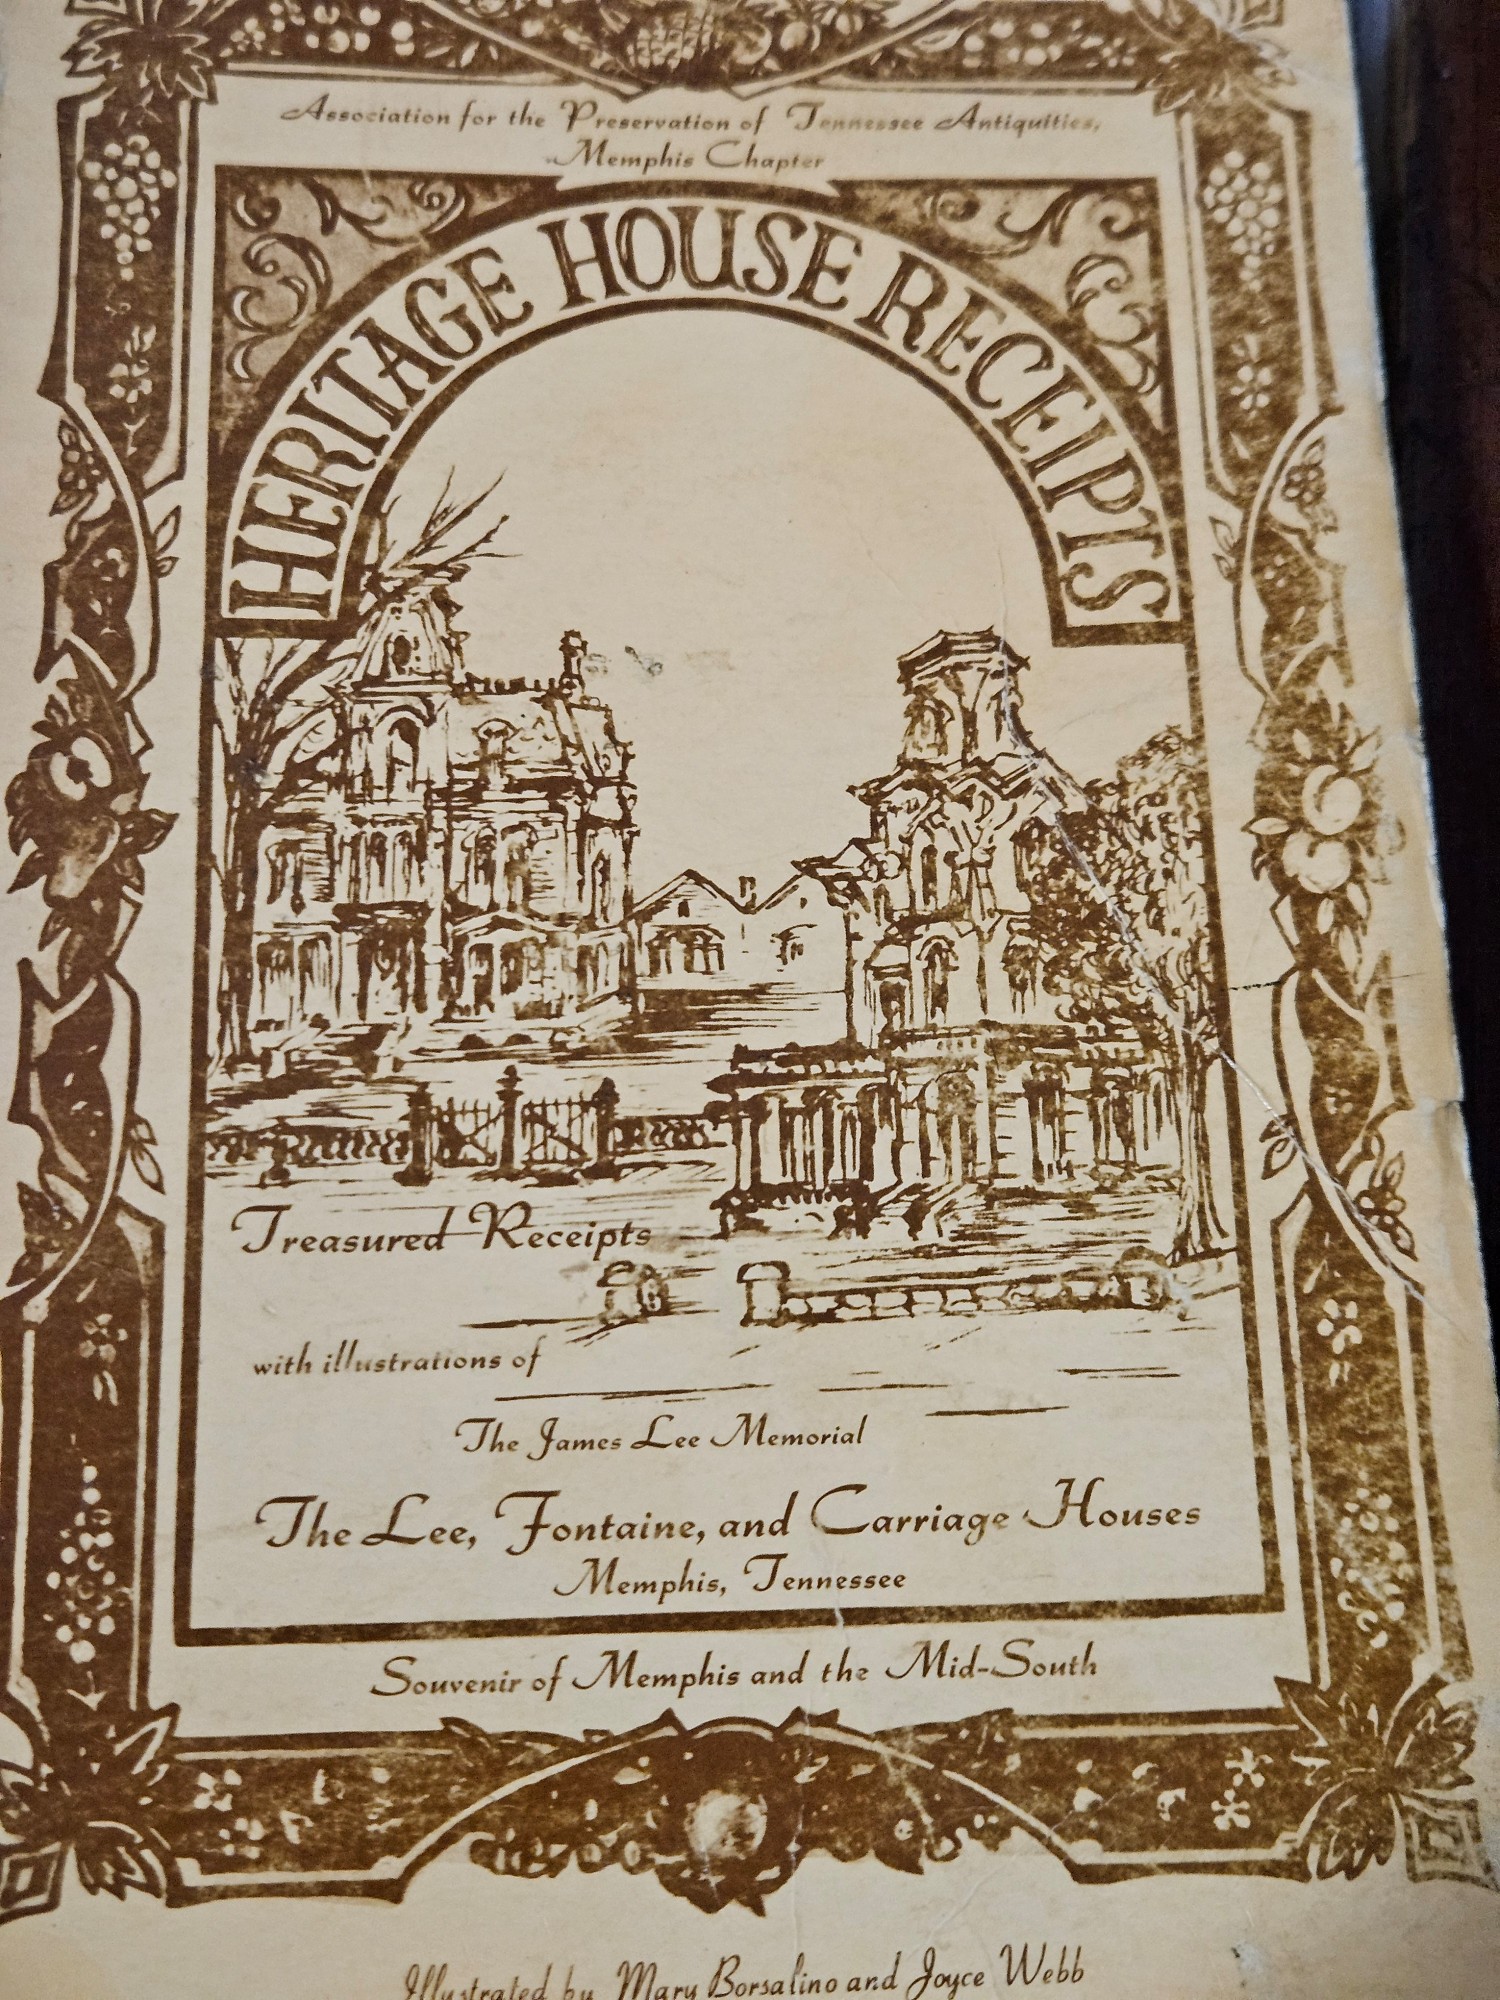 Association for the Preservation of Tennessee Antiquities,
Memphis Chapter
HERITAGE HOUSE RECEIPTS
Treasured Receipts
with illustrations of
The James Lee Memorial
The Lee, Fontaine, and Carriage Houses
Memphis, Tennessee
Souvenir of Memphis and the Mid-South
Illustrated by Mary Borsalino and Joyce Webb